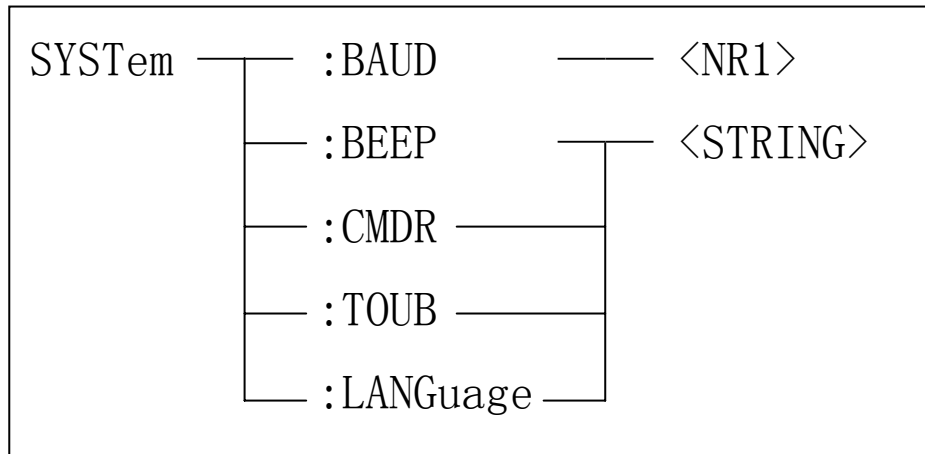 SYSTem :BAUD <NR1>
:BEEP <STRING>
:CMDR
:TOUB
:LANGuage